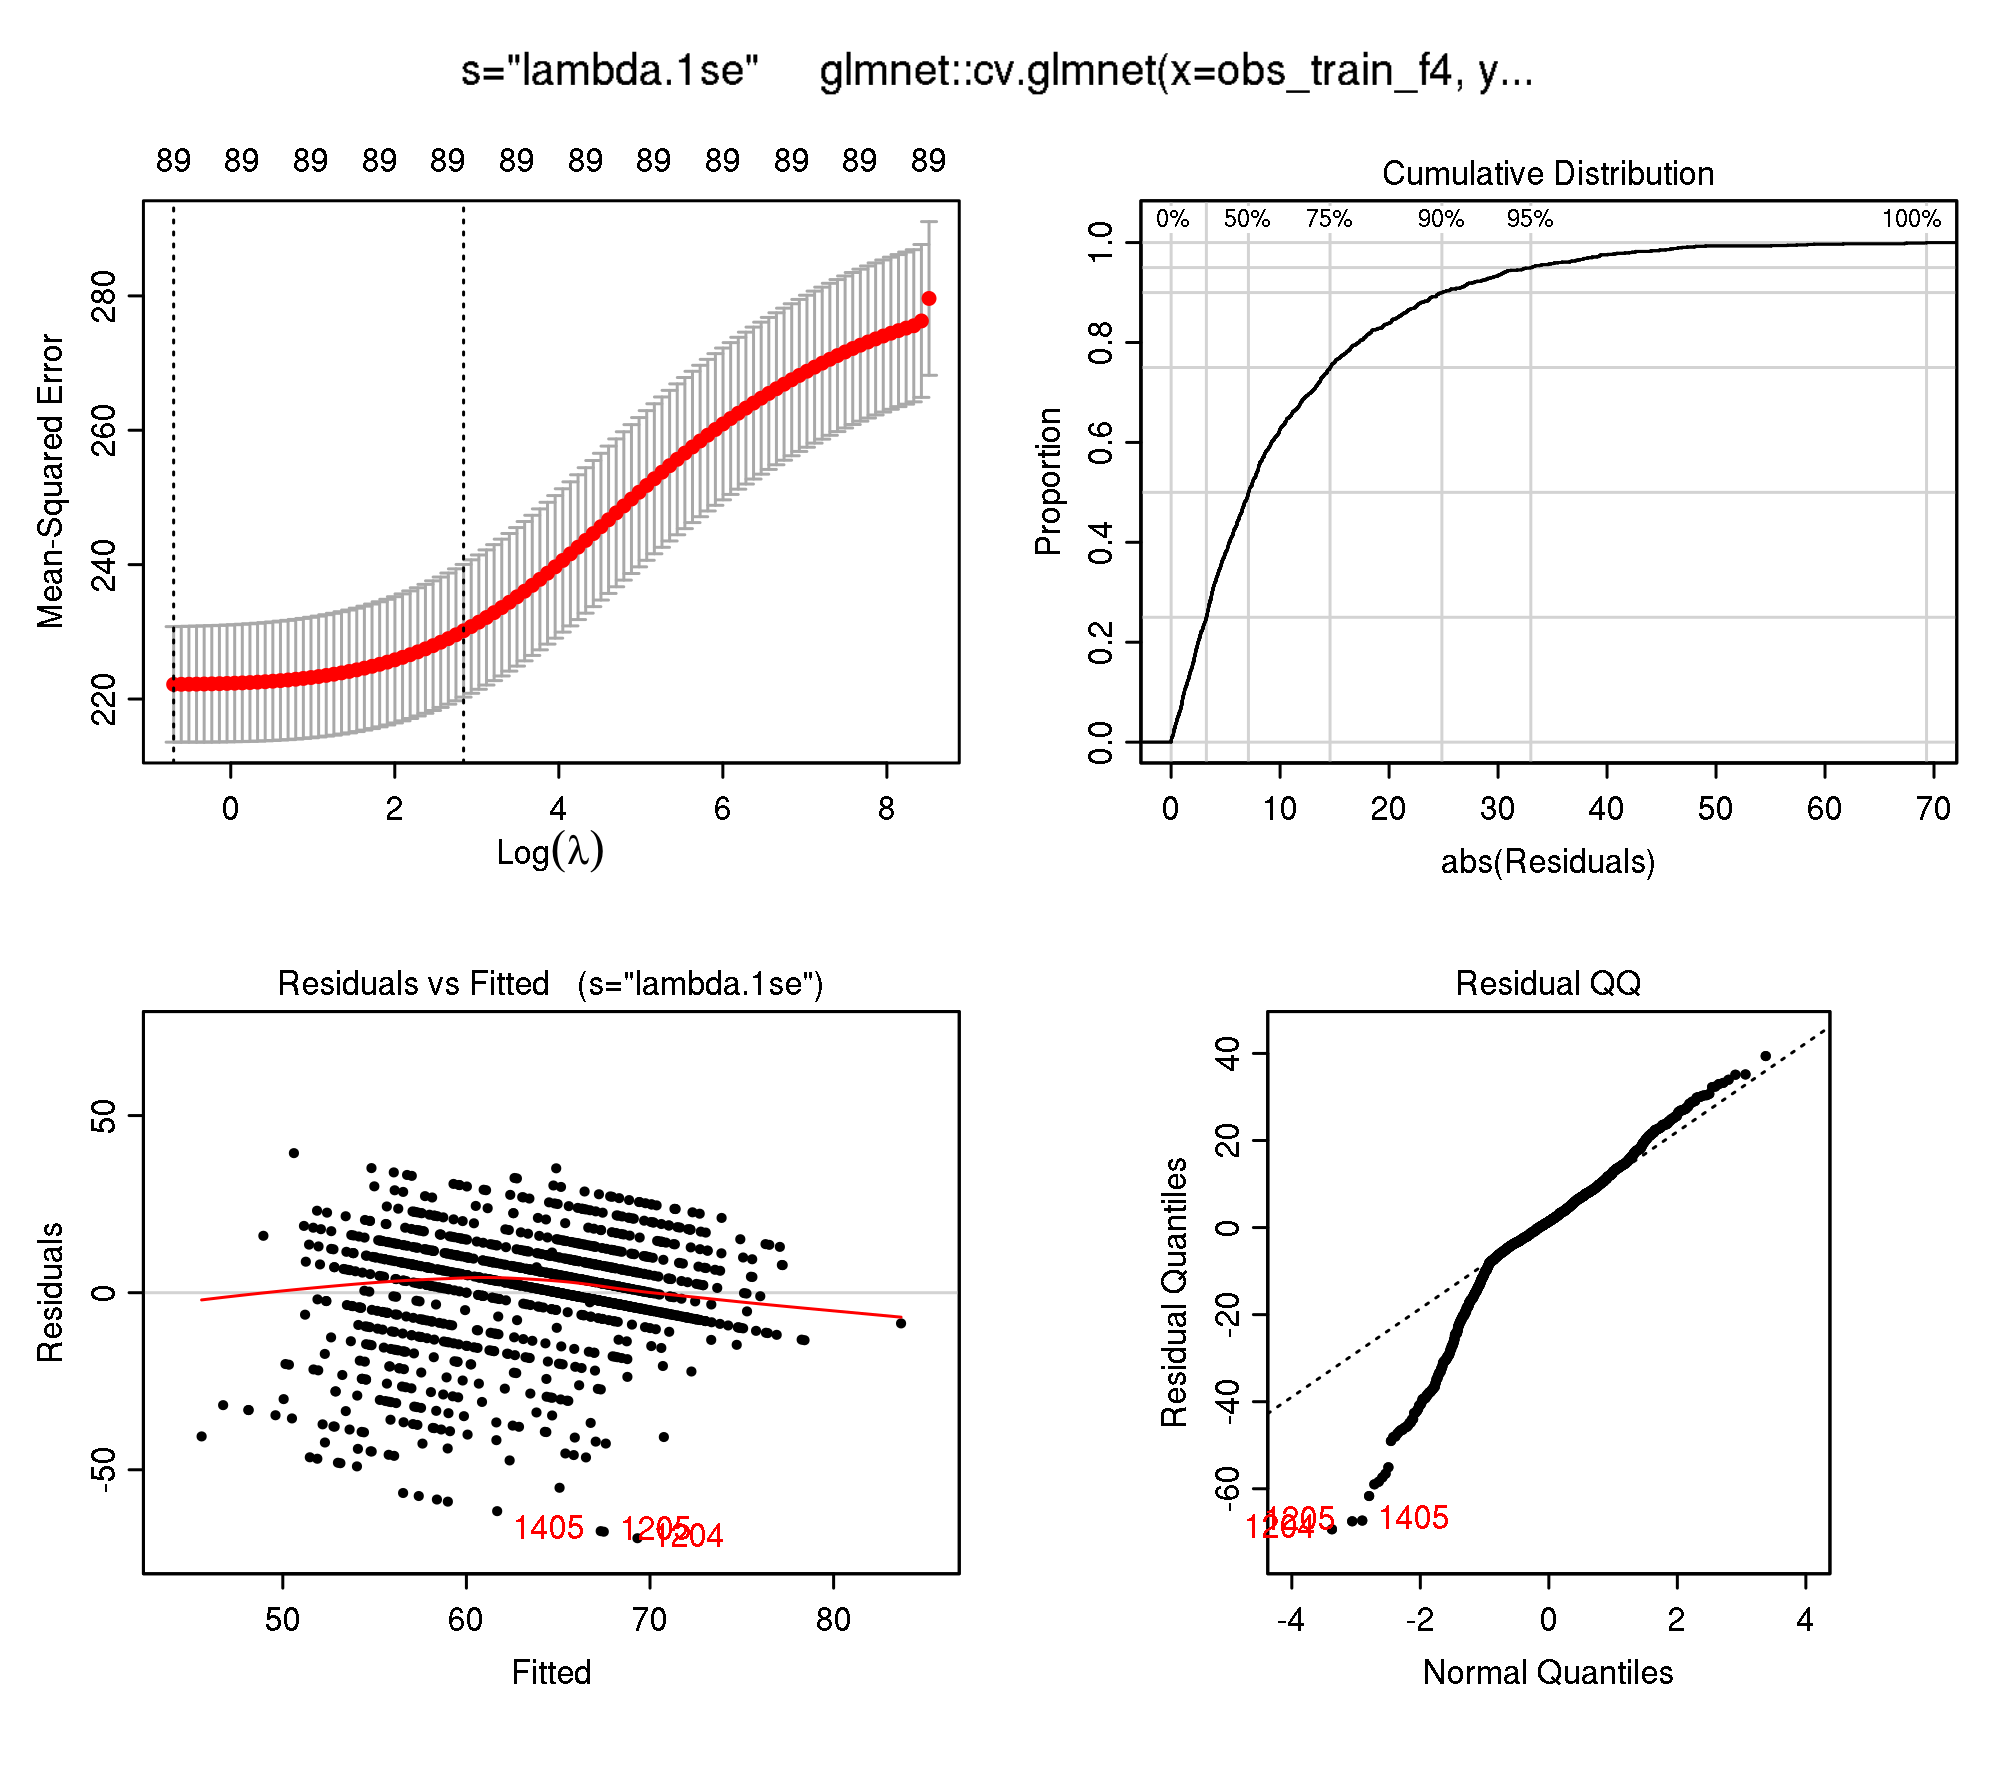 s="lambda.1se" glmnet::cv.glmnet(x=obs_train_f4, y...
89 89 89 89 89 89 89 89 89 89 89 89
Mean-Squared Error
280
260
240
220
0 2 4 6 8
Log(λ)
Cumulative Distribution
0% 50% 75% 90% 95% 100%
Proportion
1.0
0.8
0.6
0.4
0.2
0.0
0 10 20 30 40 50 60 70
abs(Residuals)
Residuals vs Fitted (s="lambda.1se")
Residuals
50
0
-50
1405 1205 1204
50 60 70 80
Fitted
Residual QQ
Residual Quantiles
40
20
0
-20
-40
-60
1205 1405
1204
-4 -2 0 2 4
Normal Quantiles